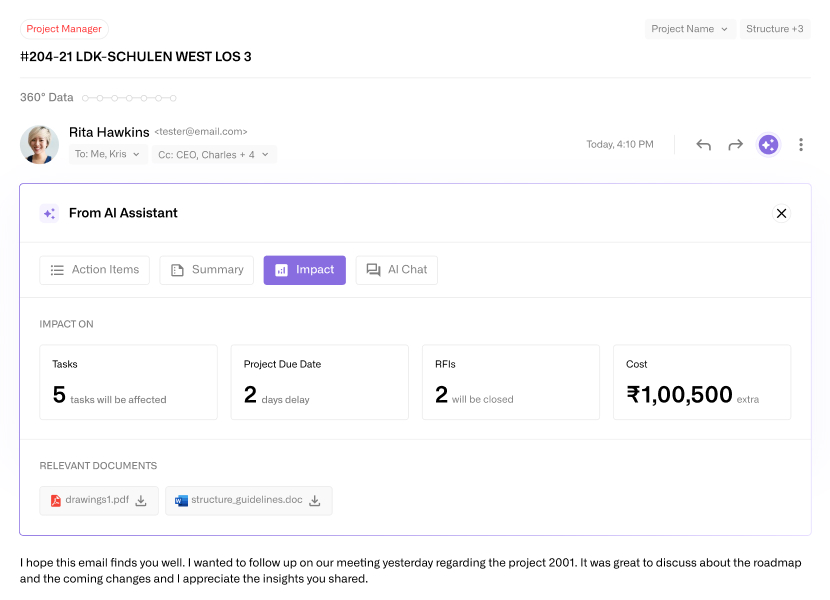 Project Manager
Project Name
Structure +3
#204-21 LDK-SCHULEN WEST LOS 3
360° Data
Rita Hawkins <tester@email.com>
To: Me, Kris
Cc: CEO, Charles + 4
Today, 4:10 PM
From AI Assistant
Action Items
Summary
Impact
AI Chat
IMPACT ON
Tasks
5 tasks will be affected
Project Due Date
2 days delay
RFIs
2 will be closed
Cost
₹1,00,500 extra
RELEVANT DOCUMENTS
drawings1.pdf
structure_guidelines.doc
I hope this email finds you well. I wanted to follow up on our meeting yesterday regarding the project 2001. It was great to discuss about the roadmap
and the coming changes and I appreciate the insights you shared.